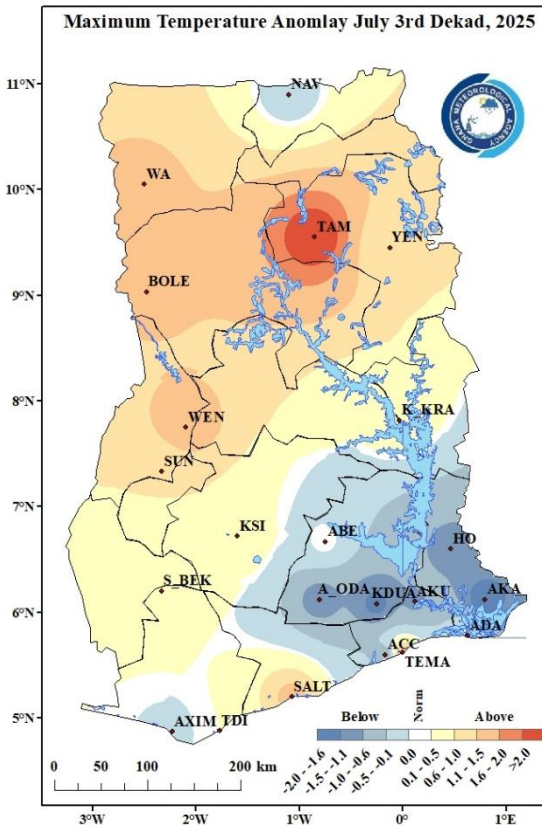 Maximum Temperature Anomlay July 3rd Dekad, 2025
11°N
NAV
GHANA METEOROLOGICAL AGENCY
WA
10°N
TAM
YEN
BOLE
9°N
8°N
K_KRA
WEN
SUN
7°N
KSI
ABE
HO
S_BEK
A_ODA
KDUA
AKU
AKA
6°N
ADA
ACC
TEMA
SALT
AXIM
TDI
5°N
Below
Norm
Above
-2.0 - -1.6
-1.5 - -1.1
-1.0 - -0.6
-0.5 - -0.1
0.0
0.1 - 0.5
0.6 - 1.0
1.1 - 1.5
1.6 - 2.0
>2.0
0 50 100 200 km
3°W 2°W 1°W 0° 1°E